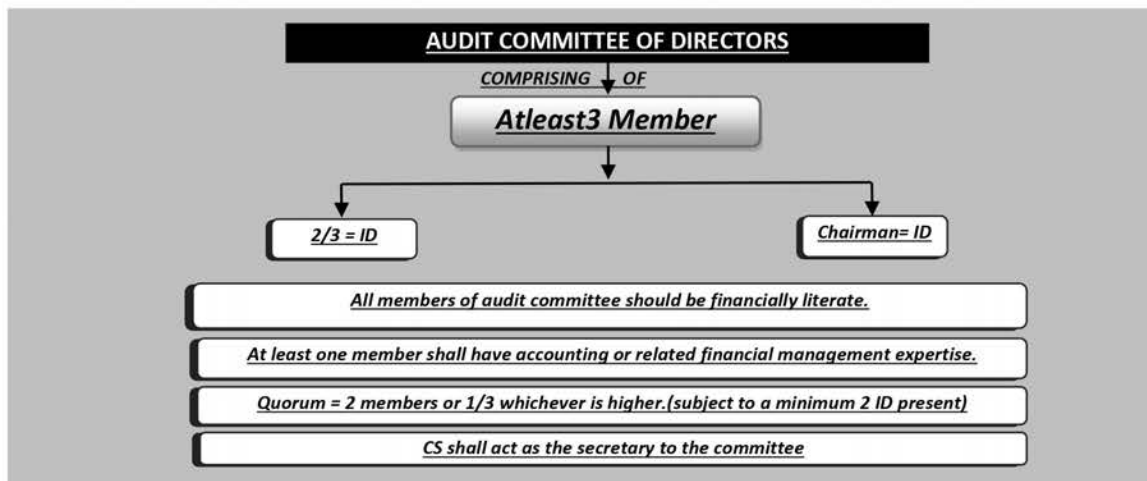 AUDIT COMMITTEE OF DIRECTORS
COMPRISING OF
Atleast3 Member
2/3 = ID
Chairman= ID
All members of audit committee should be financially literate.
At least one member shall have accounting or related financial management expertise.
Quorum = 2 members or 1/3 whichever is higher.(subject to a minimum 2 ID present)
CS shall act as the secretary to the committee